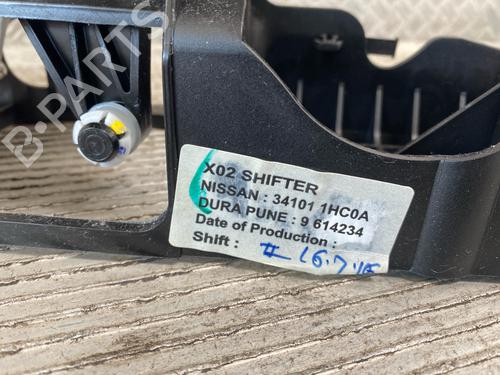 B-PARTS
X02 SHIFTER
NISSAN : 34101 1HC0A
DURA PUNE : 9 614234
Date of Production :
Shift :